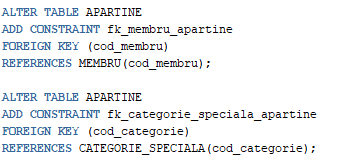 ALTER TABLE APARTINE
ADD CONSTRAINT fk_membru_apartine
FOREIGN KEY (cod_membru)
REFERENCES MEMBRU(cod_membru);

ALTER TABLE APARTINE
ADD CONSTRAINT fk_categorie_speciala_apartine
FOREIGN KEY (cod_categorie)
REFERENCES CATEGORIE_SPECIALA(cod_categorie);